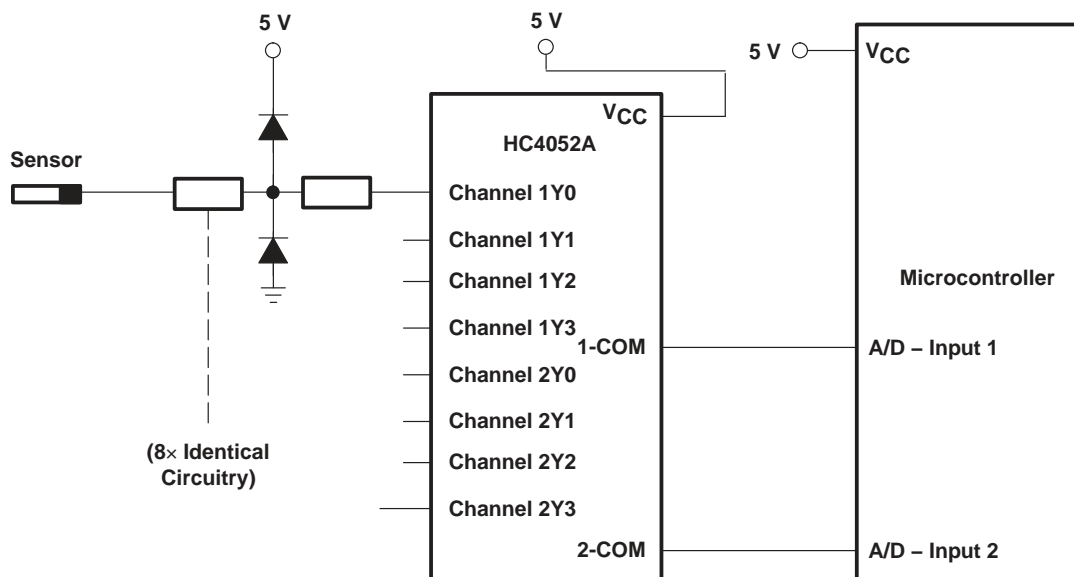 5 V
5 V
5 V
VCC
VCC
HC4052A
Sensor
Channel 1Y0
Channel 1Y1
Channel 1Y2
Microcontroller
Channel 1Y3
1-COM
A/D – Input 1
Channel 2Y0
Channel 2Y1
(8× Identical
Circuitry)
Channel 2Y2
Channel 2Y3
2-COM
A/D – Input 2